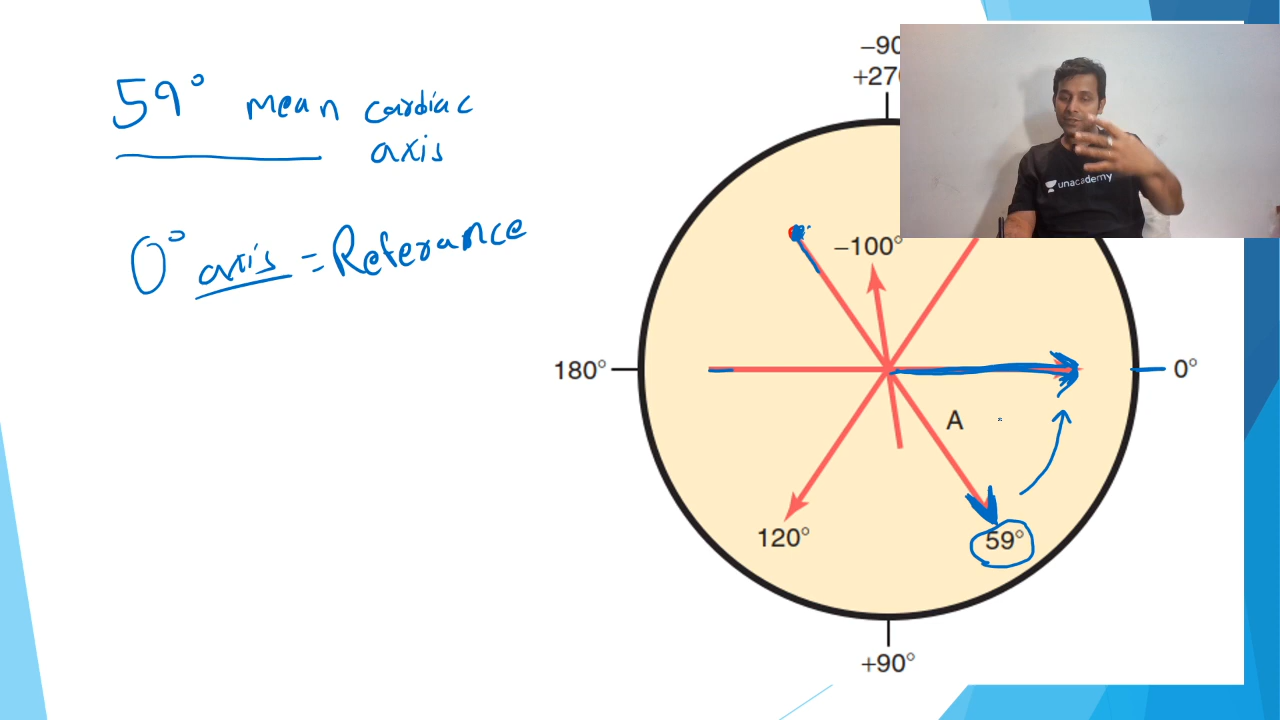 59° mean cardiac
axis
0° axis = Referance
–90
+270
–100°
180°
0°
A
120°
59°
+90°
unacademy